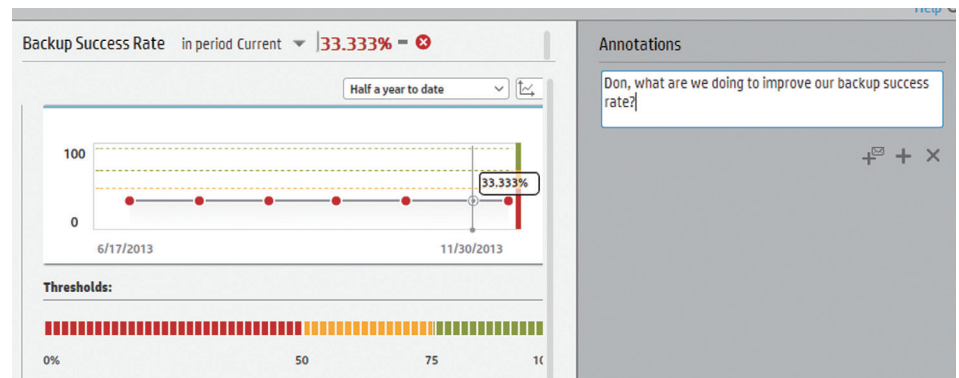 Help
Backup Success Rate in period Current 33.333%
Annotations
Half a year to date
Don, what are we doing to improve our backup success
rate?
100
33.333%
0
6/17/2013 11/30/2013
Thresholds:
0% 50 75